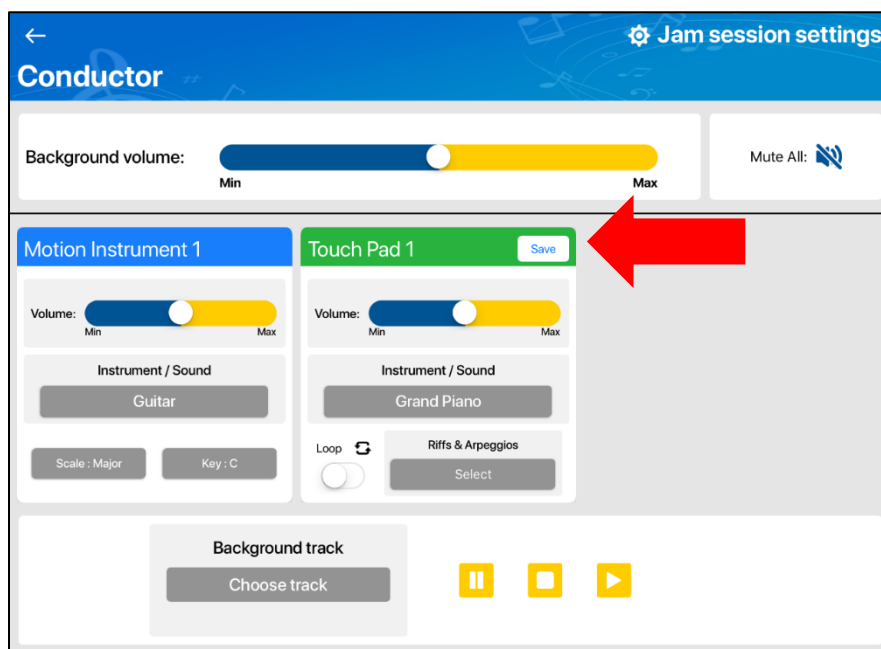 Jam session settings
Conductor
Background volume:
Min
Max
Mute All:
Motion Instrument 1
Touch Pad 1
Save
Volume:
Min
Max
Volume:
Min
Max
Instrument / Sound
Guitar
Instrument / Sound
Grand Piano
Scale : Major
Key : C
Loop
Riffs & Arpeggios
Select
Background track
Choose track